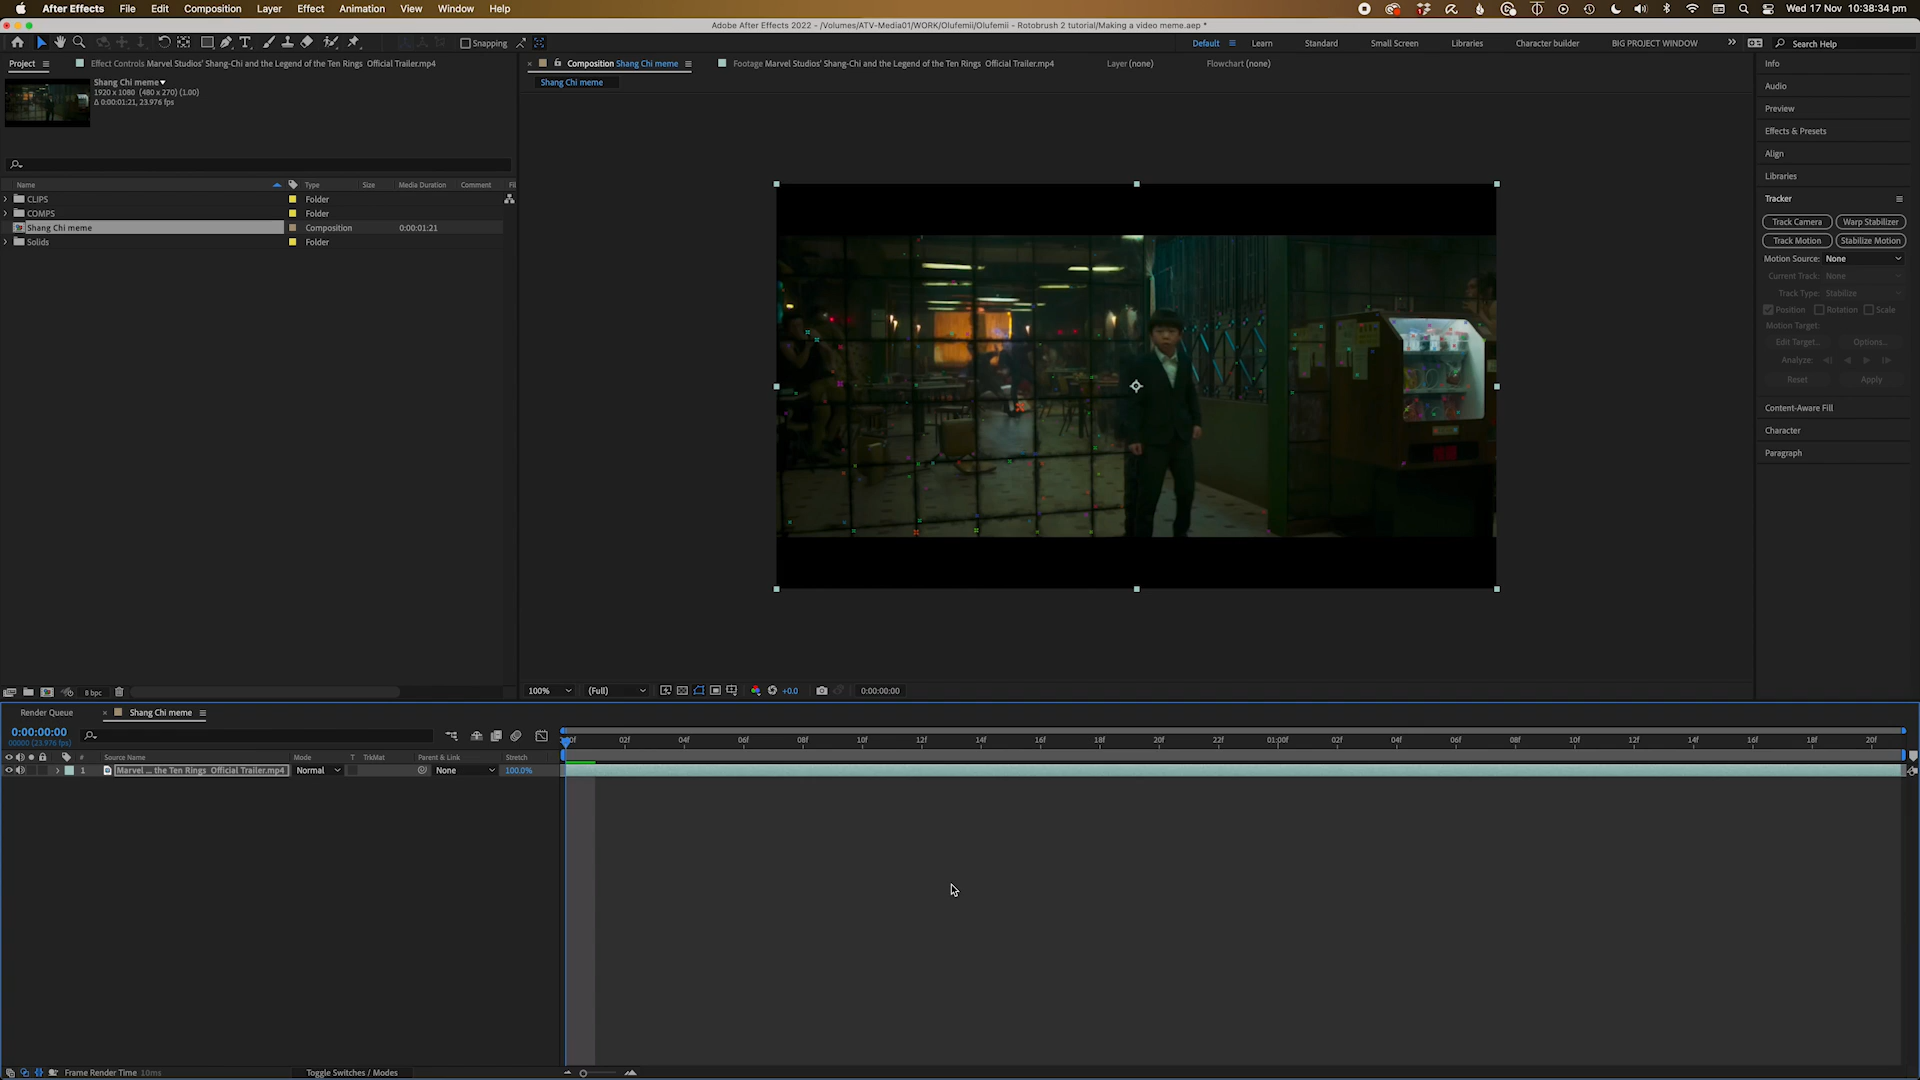 After Effects File Edit Composition Layer Effect Animation View Window Help
Wed 17 Nov 10:38:34 pm
Adobe After Effects 2022 - /Volumes/ATV-Media01/WORK/Olufemii/Olufemii - Rotobrush 2 tutorial/Making a video meme.aep *
Snapping
Default Learn Standard Small Screen Libraries Character builder BIG PROJECT WINDOW Search Help
Project Effect Controls Marvel Studios' Shang-Chi and the Legend of the Ten Rings Official Trailer.mp4
Composition Shang Chi meme Footage Marvel Studios' Shang-Chi and the Legend of the Ten Rings Official Trailer.mp4 Layer (none) Flowchart (none)
Shang Chi meme
Shang Chi meme
1920 x 1080 (480 x 270) (1.00)
Δ 0:00:01:21, 23.976 fps
Name Type Size Media Duration Comment Fil
CLIPS Folder
COMPS Folder
Shang Chi meme Composition 0:00:01:21
Solids Folder
Info
Audio
Preview
Effects & Presets
Align
Libraries
Tracker
Track Camera Warp Stabilizer
Track Motion Stabilize Motion
Motion Source: None
Current Track: None
Track Type: Stabilize
Position Rotation Scale
Motion Target:
Edit Target... Options...
Analyze:
Reset Apply
Content-Aware Fill
Character
Paragraph
8 bpc
100% (Full) +0.0 0:00:00:00
Render Queue Shang Chi meme
0:00:00:00
00000 (23.976 fps)
02f 04f 06f 08f 10f 12f 14f 16f 18f 20f 22f 01:00f 02f 04f 06f 08f 10f 12f 14f 16f 18f 20f
# Source Name Mode T TrkMat Parent & Link Stretch
1 Marvel ... the Ten Rings Official Trailer.mp4 Normal None 100.0%
Frame Render Time 10ms Toggle Switches / Modes